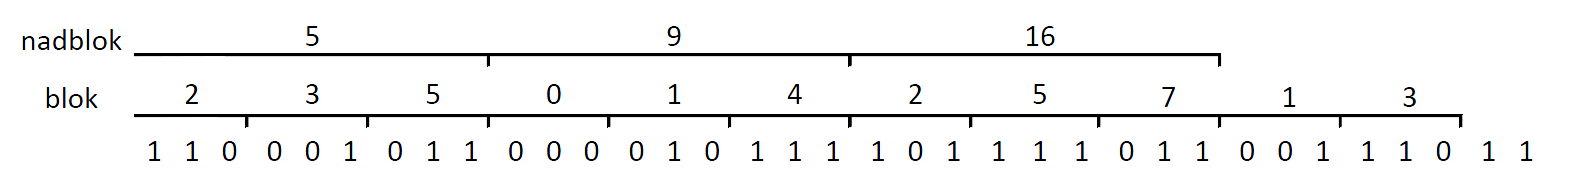 nadblok 5 9 16
blok 2 3 5 0 1 4 2 5 7 1 3
1 1 0 0 0 1 0 1 1 0 0 0 0 1 0 1 1 1 1 0 1 1 1 1 0 1 1 0 0 1 1 1 0 1 1